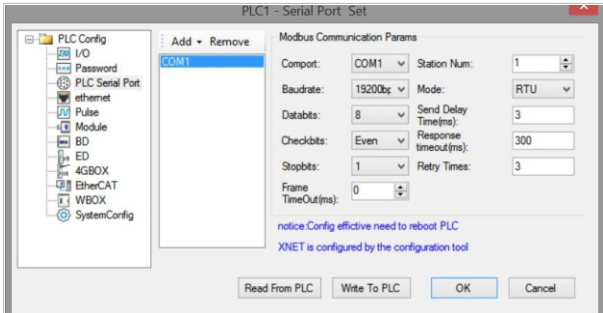 PLC1 - Serial Port Set
PLC Config
I/O
Password
PLC Serial Port
ethernet
Pulse
Module
BD
ED
4GBOX
EtherCAT
WBOX
SystemConfig
Add Remove
COM1
Modbus Communication Params
Comport: COM1 Station Num: 1
Baudrate: 19200bp Mode: RTU
Databits: 8 Send Delay Time(ms): 3
Checkbits: Even Response timeout(ms): 300
Stopbits: 1 Retry Times: 3
Frame TimeOut(ms): 0
notice:Config effictive need to reboot PLC
XNET is configured by the configuration tool
Read From PLC Write To PLC OK Cancel